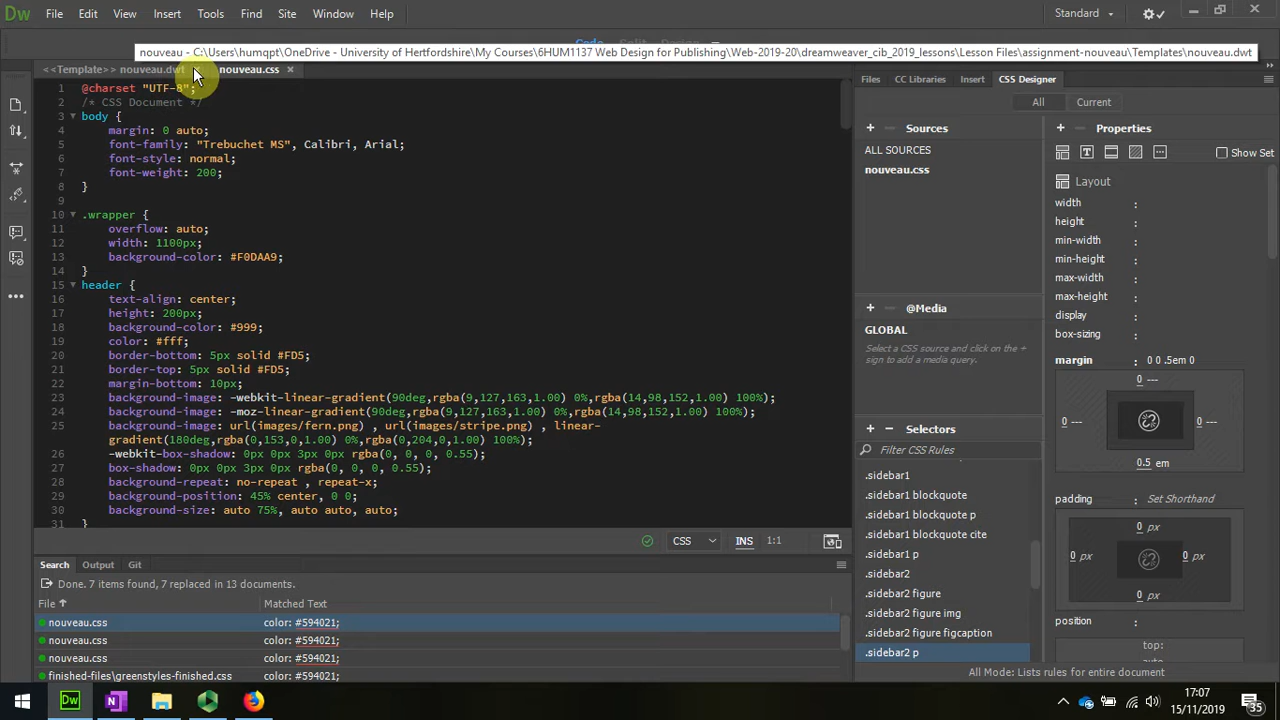 Dw File Edit View Insert Tools Find Site Window Help Standard
nouveau - C:\Users\humqpt\OneDrive - University of Hertfordshire\My Courses\6HUM1137 Web Design for Publishing\Web-2019-20\dreamweaver_cib_2019_lessons\Lesson Files\assignment-nouveau\Templates\nouveau.dwt
<<Template>> nouveau.dwt nouveau.css
1 @charset "UTF-8";
2 /* CSS Document */
3 body {
4 margin: 0 auto;
5 font-family: "Trebuchet MS", Calibri, Arial;
6 font-style: normal;
7 font-weight: 200;
8 }
9
10 .wrapper {
11 overflow: auto;
12 width: 1100px;
13 background-color: #F0DAA9;
14 }
15 header {
16 text-align: center;
17 height: 200px;
18 background-color: #999;
19 color: #fff;
20 border-bottom: 5px solid #FD5;
21 border-top: 5px solid #FD5;
22 margin-bottom: 10px;
23 background-image: -webkit-linear-gradient(90deg,rgba(9,127,163,1.00) 0%,rgba(14,98,152,1.00) 100%);
24 background-image: -moz-linear-gradient(90deg,rgba(9,127,163,1.00) 0%,rgba(14,98,152,1.00) 100%);
25 background-image: url(images/fern.png) , url(images/stripe.png) , linear-
gradient(180deg,rgba(0,153,0,1.00) 0%,rgba(0,204,0,1.00) 100%);
26 -webkit-box-shadow: 0px 0px 3px 0px rgba(0, 0, 0, 0.55);
27 box-shadow: 0px 0px 3px 0px rgba(0, 0, 0, 0.55);
28 background-repeat: no-repeat , repeat-x;
29 background-position: 45% center, 0 0;
30 background-size: auto 75%, auto auto, auto;
31 }
CSS INS 1:1
Search Output Git
Done. 7 items found, 7 replaced in 13 documents.
File Matched Text
nouveau.css color: #594021;
nouveau.css color: #594021;
nouveau.css color: #594021;
finished-files\greenstyles-finished.css color: #594021;
Files CC Libraries Insert CSS Designer
All Current
+ Sources
ALL SOURCES
nouveau.css
+ @Media
GLOBAL
Select a CSS source and click on the +
sign to add a media query.
+ − Selectors
Filter CSS Rules
.sidebar1
.sidebar1 blockquote
.sidebar1 blockquote p
.sidebar1 blockquote cite
.sidebar1 p
.sidebar2
.sidebar2 figure
.sidebar2 figure img
.sidebar2 figure figcaption
.sidebar2 p
+ Properties
Show Set
Layout
width :
height :
min-width :
min-height :
max-width :
max-height :
display :
box-sizing :
margin : 0 0 .5em 0
0 ---
0 --- 0 ---
0.5 em
padding : Set Shorthand
0 px
0 px 0 px
0 px
position :
top:
All Mode: Lists rules for entire document
17:07
15/11/2019
35